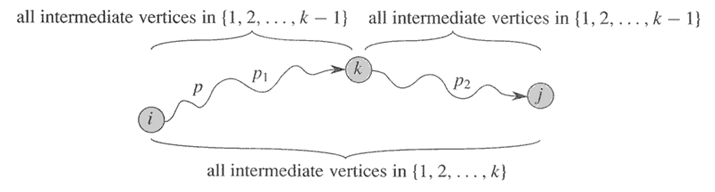 all intermediate vertices in {1, 2, . . . , k − 1} all intermediate vertices in {1, 2, . . . , k − 1}
k
p p₁ p₂
j
i
all intermediate vertices in {1, 2, . . . , k}